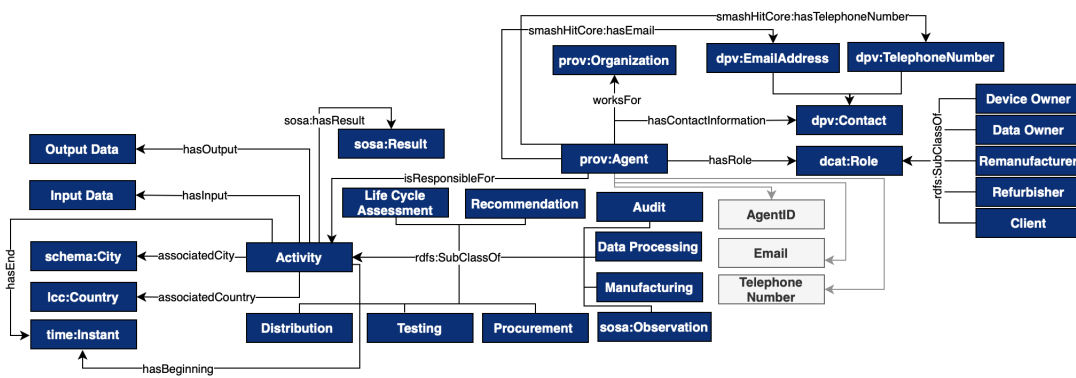 smashHitCore:hasTelephoneNumber
smashHitCore:hasEmail
prov:Organization
dpv:EmailAddress
dpv:TelephoneNumber
worksFor
Device Owner
sosa:hasResult
hasContactInformation
dpv:Contact
Data Owner
rdfs:SubClassOf
Output Data
hasOutput
sosa:Result
prov:Agent
hasRole
dcat:Role
Remanufacturer
isResponsibleFor
Input Data
hasInput
Life Cycle
Assessment
Recommendation
Audit
AgentID
Refurbisher
Client
schema:City
associatedCity
Activity
rdfs:SubClassOf
Data Processing
Email
hasEnd
lcc:Country
associatedCountry
Manufacturing
Telephone
Number
time:Instant
Distribution
Testing
Procurement
sosa:Observation
hasBeginning